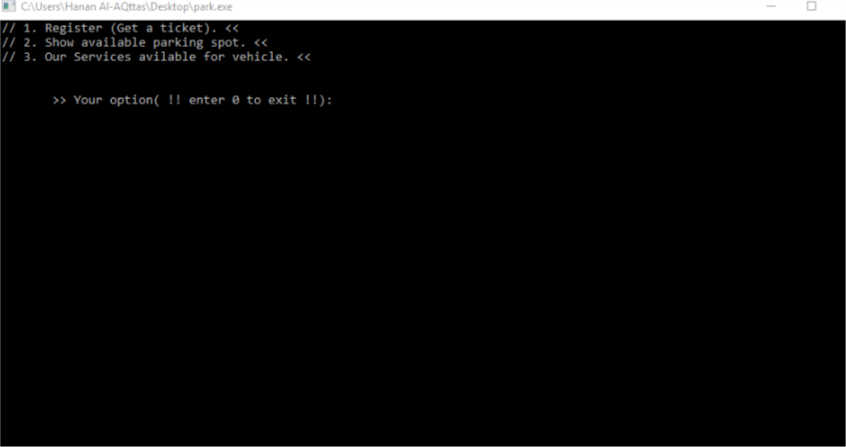 C:\Users\Hanan Al-AQttas\Desktop\park.exe
// 1. Register (Get a ticket). <<
// 2. Show available parking spot. <<
// 3. Our Services avilable for vehicle. <<
>> Your option( !! enter 0 to exit !!):